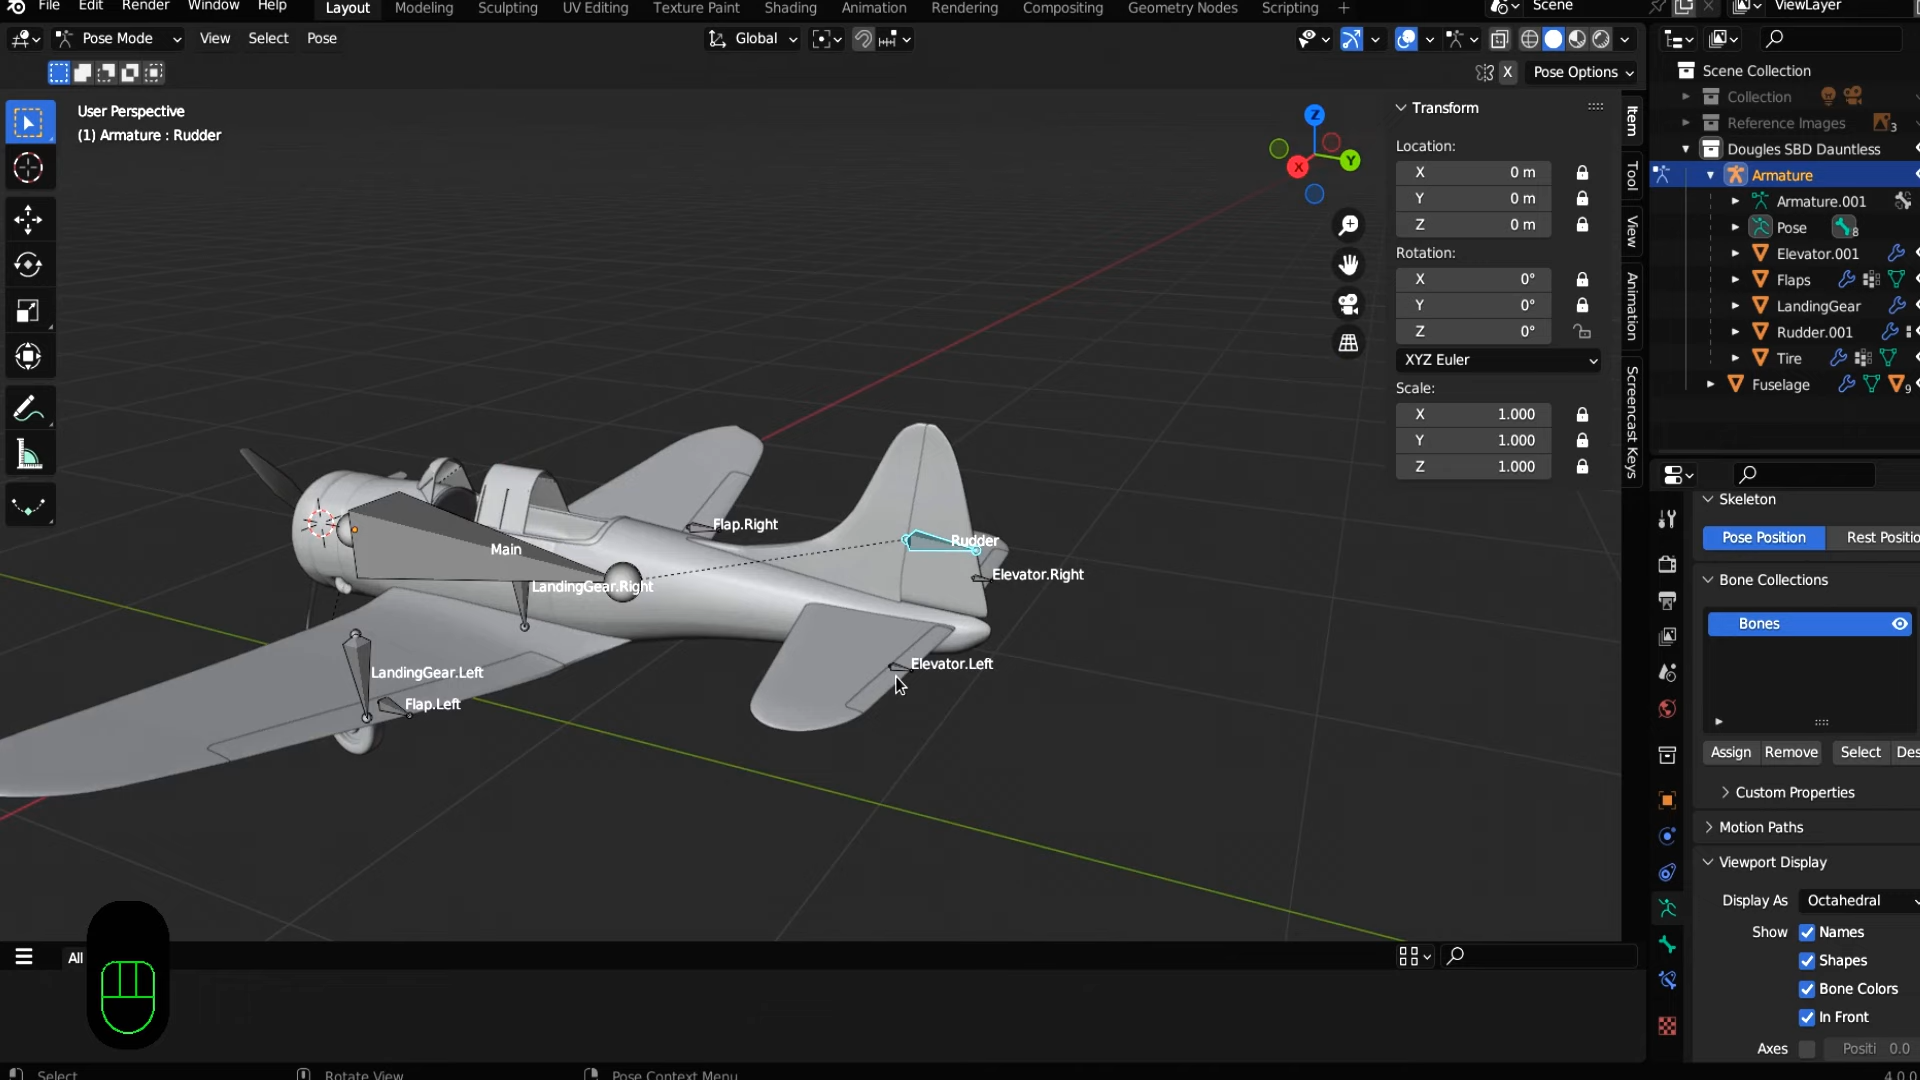 File Edit Render Window Help Layout Modeling Sculpting UV Editing Texture Paint Shading Animation Rendering Compositing Geometry Nodes Scripting + Scene ViewLayer
Pose Mode View Select Pose Global
X Pose Options
User Perspective
(1) Armature : Rudder
Z
Y
X
Transform
Location:
X 0 m
Y 0 m
Z 0 m
Rotation:
X 0°
Y 0°
Z 0°
XYZ Euler
Scale:
X 1.000
Y 1.000
Z 1.000
Item
Tool
View
Animation
Screencast Keys
Scene Collection
Collection
Reference Images 3
Dougles SBD Dauntless
Armature
Armature.001
Pose 8
Elevator.001
Flaps
LandingGear
Rudder.001
Tire
Fuselage 9
Flap.Right
Main
Rudder
Elevator.Right
LandingGear.Right
Elevator.Left
LandingGear.Left
Flap.Left
Skeleton
Pose Position Rest Positio
Bone Collections
Bones
Assign Remove Select Des
Custom Properties
Motion Paths
Viewport Display
Display As Octahedral
Show Names
Shapes
Bone Colors
In Front
Axes Positi 0.0
All
Select Rotate View Pose Context Menu 4.0.0